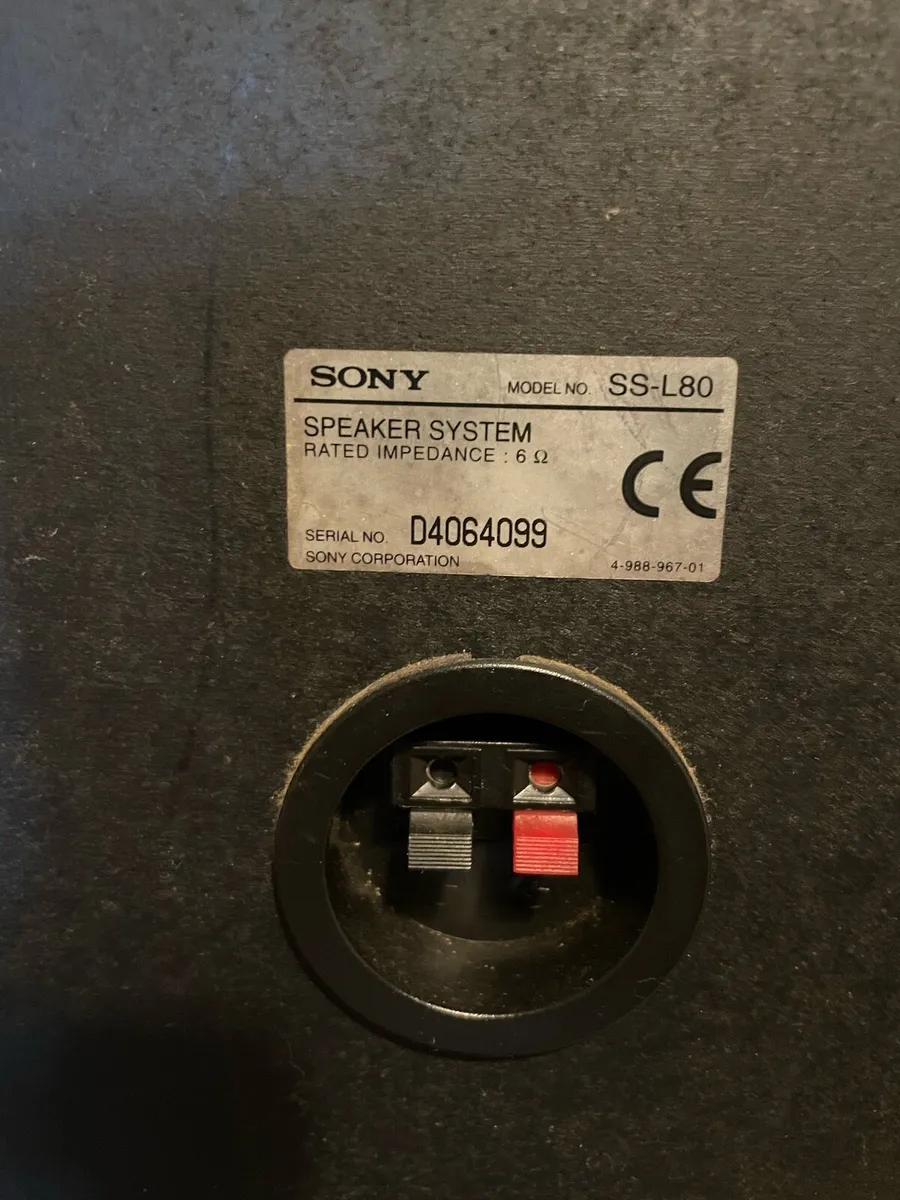 SONY MODEL NO. SS-L80
SPEAKER SYSTEM
RATED IMPEDANCE : 6 Ω
CE
SERIAL NO. D4064099
SONY CORPORATION 4-988-967-01